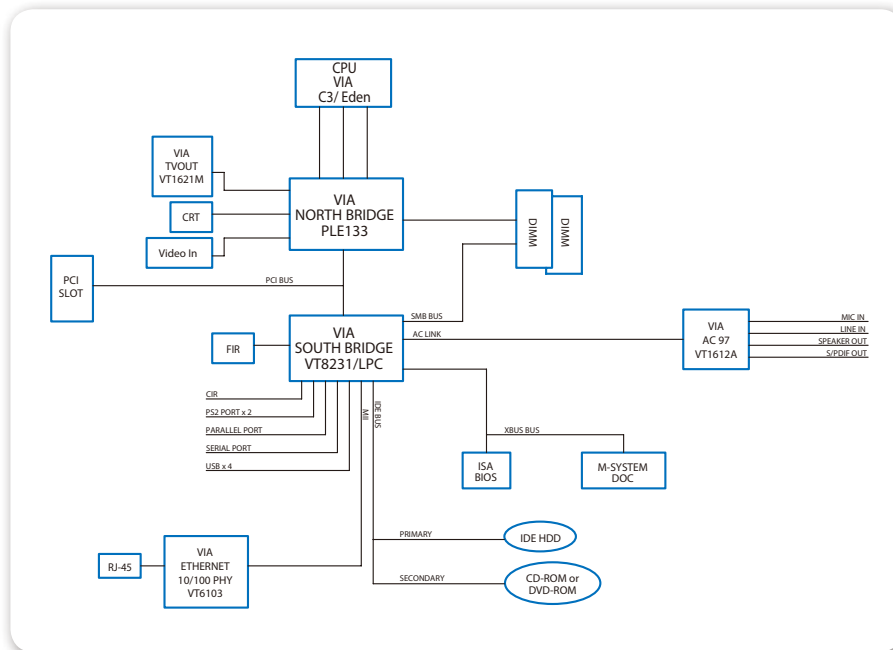 CPU
VIA
C3/ Eden
VIA
TVOUT
VT1621M
CRT
Video In
VIA
NORTH BRIDGE
PLE133
DIMM
DIMM
PCI
SLOT
PCI BUS
SMB BUS
AC LINK
VIA
SOUTH BRIDGE
VT8231/LPC
FIR
VIA
AC 97
VT1612A
MIC IN
LINE IN
SPEAKER OUT
S/PDIF OUT
CIR
PS2 PORT x 2
PARALLEL PORT
SERIAL PORT
USB x 4
MII
IDE BUS
XBUS BUS
ISA
BIOS
M-SYSTEM
DOC
PRIMARY
IDE HDD
SECONDARY
CD-ROM or
DVD-ROM
RJ-45
VIA
ETHERNET
10/100 PHY
VT6103